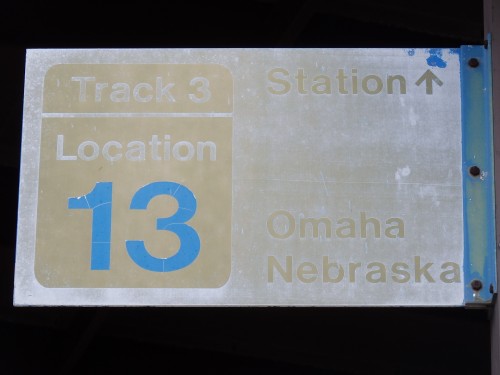 Track 3
Location
13
Station ↑
Omaha
Nebraska